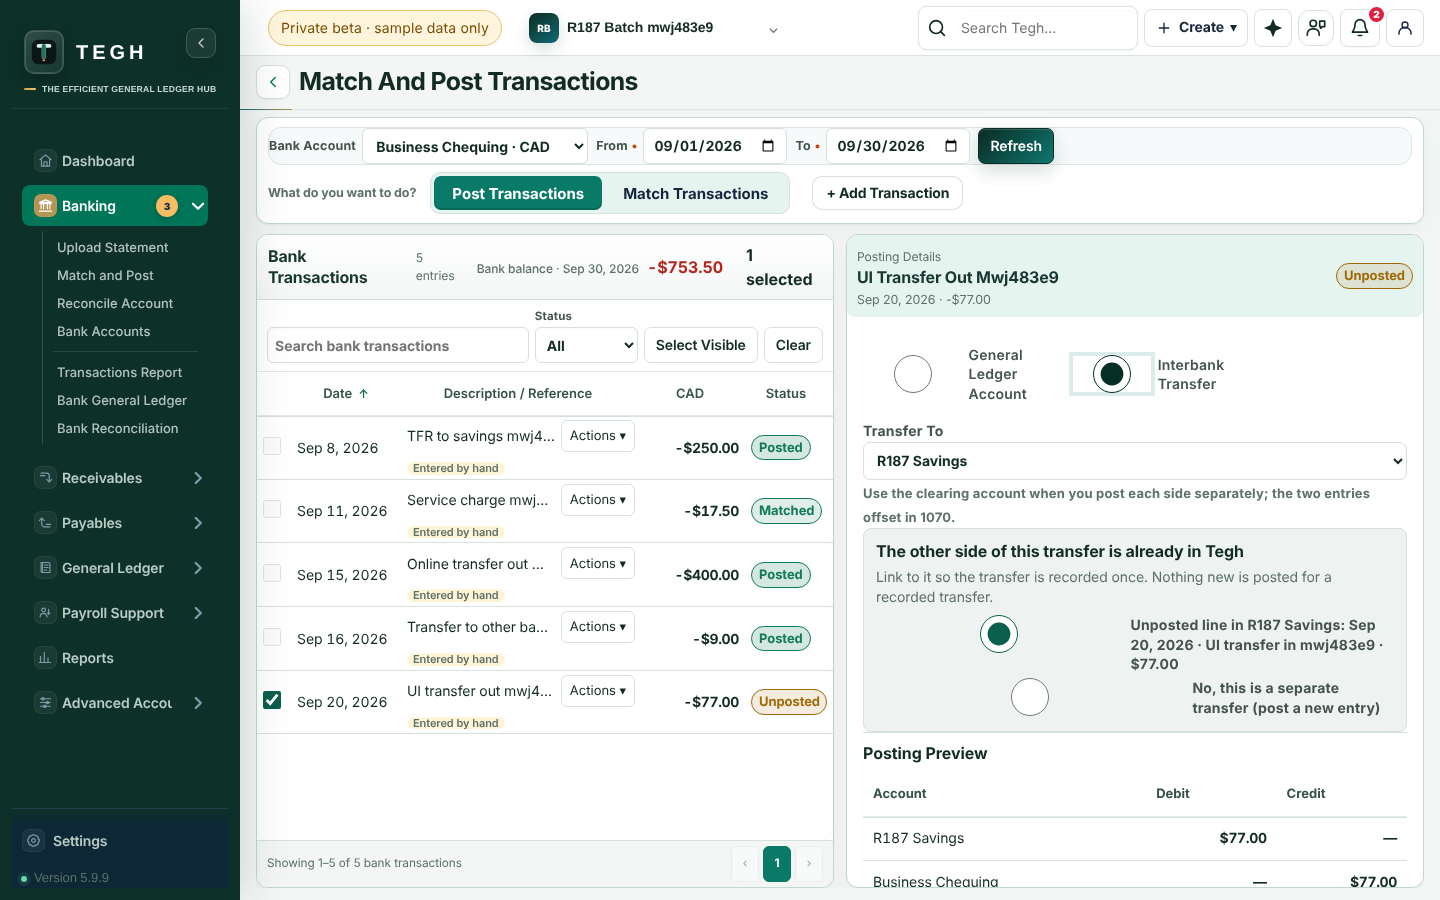 TEGH
THE EFFICIENT GENERAL LEDGER HUB
Dashboard
Banking 3
Upload Statement
Match and Post
Reconcile Account
Bank Accounts
Transactions Report
Bank General Ledger
Bank Reconciliation
Receivables
Payables
General Ledger
Payroll Support
Reports
Advanced Accou
Settings
Version 5.9.9
Private beta · sample data only
RB R187 Batch mwj483e9
Search Tegh...
+ Create ▾
2
Match And Post Transactions
Bank Account Business Chequing · CAD From • 09/01/2026 To • 09/30/2026 Refresh
What do you want to do? Post Transactions Match Transactions + Add Transaction
Bank Transactions 5 entries Bank balance · Sep 30, 2026 -$753.50 1 selected
Status
Search bank transactions All Select Visible Clear
Date ↑ Description / Reference CAD Status
Sep 8, 2026 TFR to savings mwj4... Actions ▾ -$250.00 Posted
Entered by hand
Sep 11, 2026 Service charge mwj... Actions ▾ -$17.50 Matched
Entered by hand
Sep 15, 2026 Online transfer out ... Actions ▾ -$400.00 Posted
Entered by hand
Sep 16, 2026 Transfer to other ba... Actions ▾ -$9.00 Posted
Entered by hand
Sep 20, 2026 UI transfer out mwj4... Actions ▾ -$77.00 Unposted
Entered by hand
Showing 1–5 of 5 bank transactions ‹ 1 ›
Posting Details
UI Transfer Out Mwj483e9 Unposted
Sep 20, 2026 · -$77.00
General
Ledger
Account
Interbank
Transfer
Transfer To
R187 Savings
Use the clearing account when you post each side separately; the two entries
offset in 1070.
The other side of this transfer is already in Tegh
Link to it so the transfer is recorded once. Nothing new is posted for a
recorded transfer.
Unposted line in R187 Savings: Sep
20, 2026 · UI transfer in mwj483e9 ·
$77.00
No, this is a separate
transfer (post a new entry)
Posting Preview
Account Debit Credit
R187 Savings $77.00 —
Business Chequing — $77.00